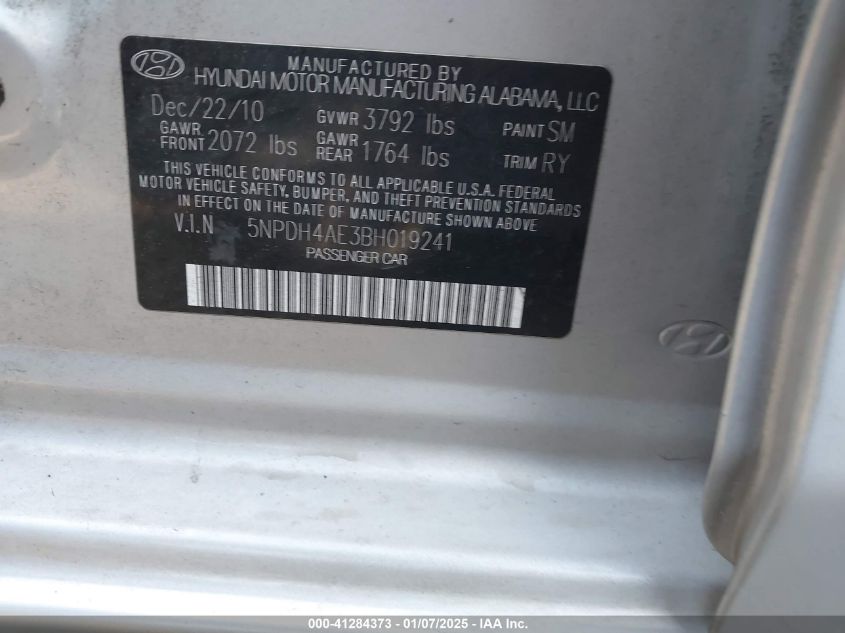 MANUFACTURED BY
HYUNDAI MOTOR MANUFACTURING ALABAMA, LLC
Dec/22/10 GVWR 3792 lbs PAINT SM
GAWR FRONT 2072 lbs GAWR REAR 1764 lbs TRIM RY
THIS VEHICLE CONFORMS TO ALL APPLICABLE U.S.A. FEDERAL
MOTOR VEHICLE SAFETY, BUMPER, AND THEFT PREVENTION STANDARDS
IN EFFECT ON THE DATE OF MANUFACTURE SHOWN ABOVE
V.I.N 5NPDH4AE3BH019241
PASSENGER CAR
000-41284373 - 01/07/2025 - IAA Inc.